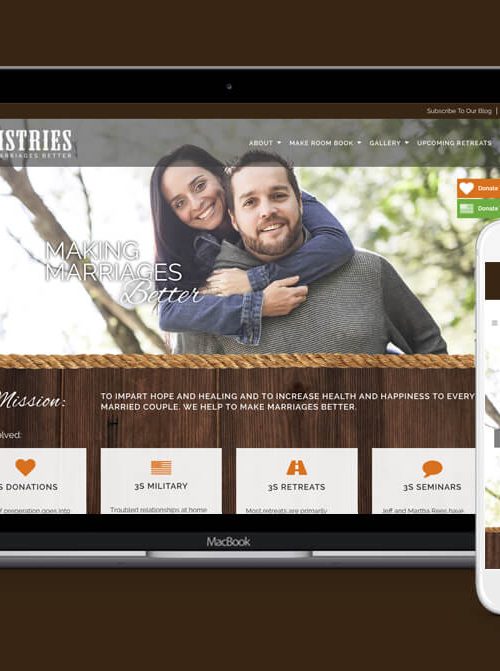 Subscribe To Our Blog |
ISTRIES
ARRIAGES BETTER
ABOUT MAKE ROOM BOOK GALLERY UPCOMING RETREATS
Donate
Donate
MAKING
MARRIAGES
Better
Mission:
TO IMPART HOPE AND HEALING AND TO INCREASE HEALTH AND HAPPINESS TO EVERY
MARRIED COUPLE. WE HELP TO MAKE MARRIAGES BETTER.
olved:
S DONATIONS
3S MILITARY
3S RETREATS
3S SEMINARS
of preparation goes into
Troubled relationships at home
Most retreats are primarily
Jeff and Martha Rees have
MacBook